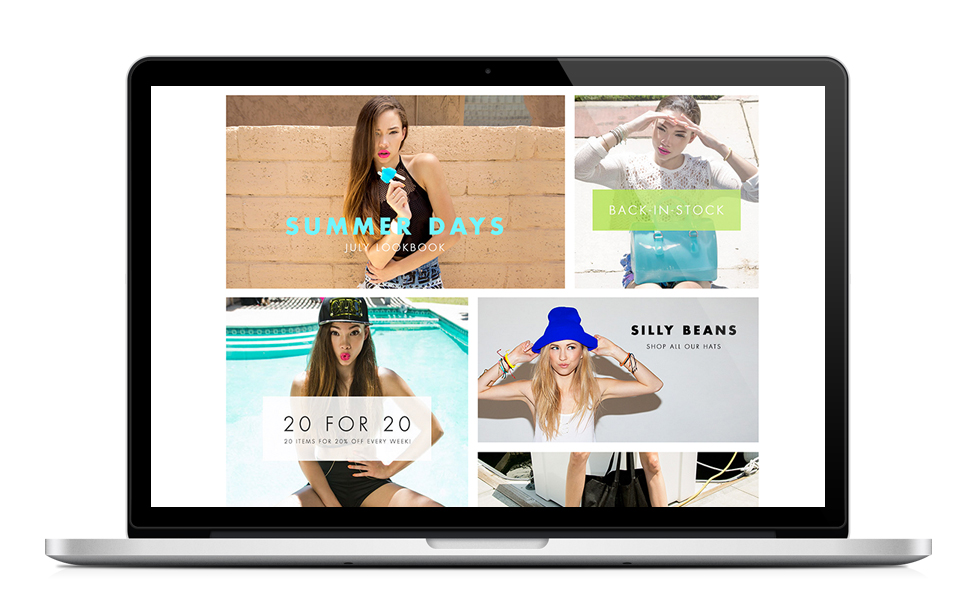 SUMMER DAYS
JULY LOOKBOOK
BACK IN STOCK
20 FOR 20
20 ITEMS FOR 20% OFF EVERY WEEK!
SILLY BEANS
SHOP ALL OUR HATS